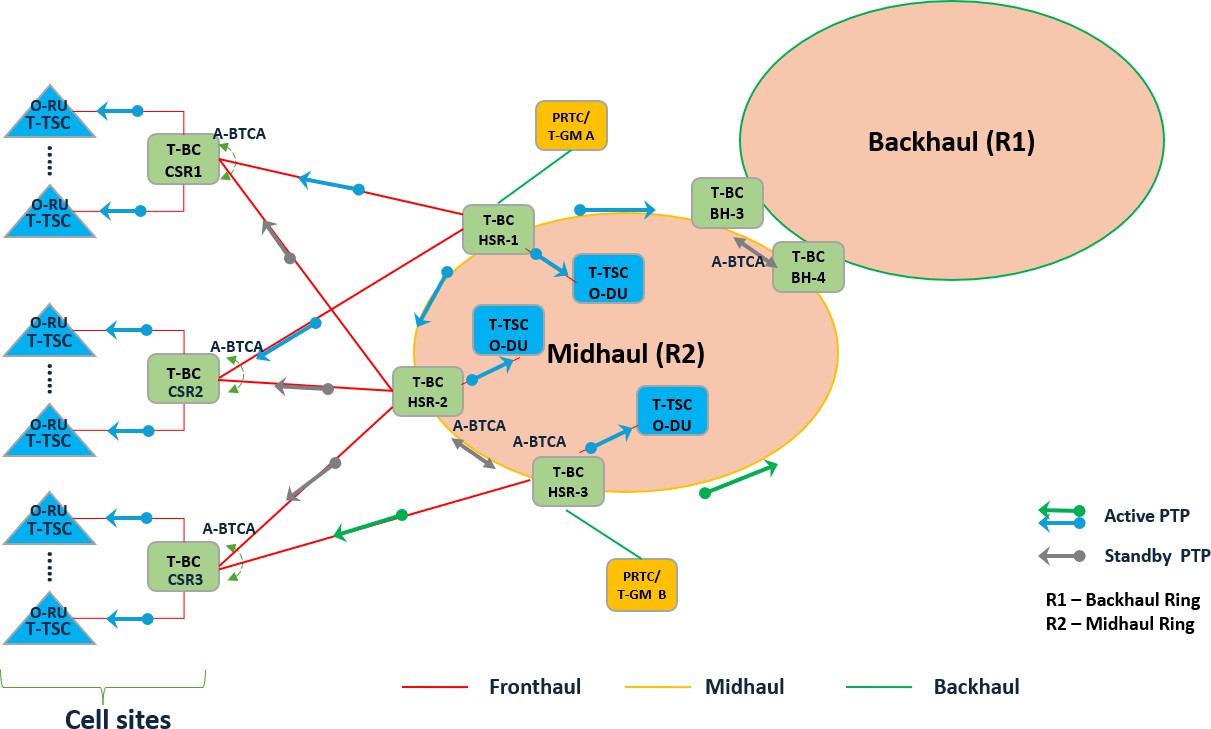 O-RU
T-TSC
O-RU
T-TSC
T-BC
CSR1
A-BTCA
PRTC/
T-GM A
T-BC
HSR-1
T-BC
BH-3
Backhaul (R1)
A-BTCA
T-BC
BH-4
T-TSC
O-DU
O-RU
T-TSC
O-RU
T-TSC
T-BC
CSR2
A-BTCA
T-TSC
O-DU
Midhaul (R2)
T-BC
HSR-2
A-BTCA
A-BTCA
T-TSC
O-DU
T-BC
HSR-3
O-RU
T-TSC
O-RU
T-TSC
T-BC
CSR3
A-BTCA
PRTC/
T-GM B
Active PTP
Standby PTP
R1 – Backhaul Ring
R2 – Midhaul Ring
Fronthaul
Midhaul
Backhaul
Cell sites